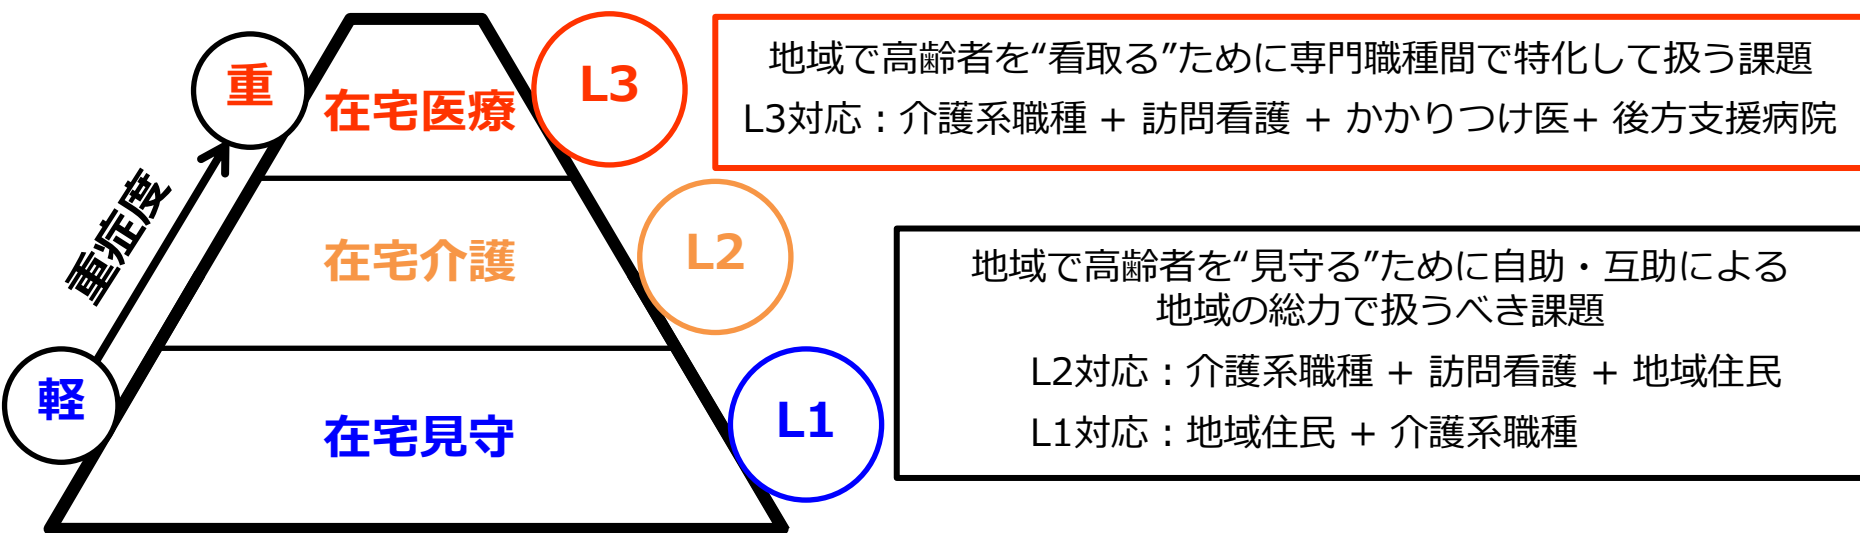 重
在宅医療
L3
地域で高齢者を“看取る”ために専門職種間で特化して扱う課題
L3対応：介護系職種 + 訪問看護 + かかりつけ医+ 後方支援病院
重症度
在宅介護
L2
地域で高齢者を“見守る”ために自助・互助による
地域の総力で扱うべき課題
L2対応：介護系職種 + 訪問看護 + 地域住民
L1対応：地域住民 + 介護系職種
軽
在宅見守
L1